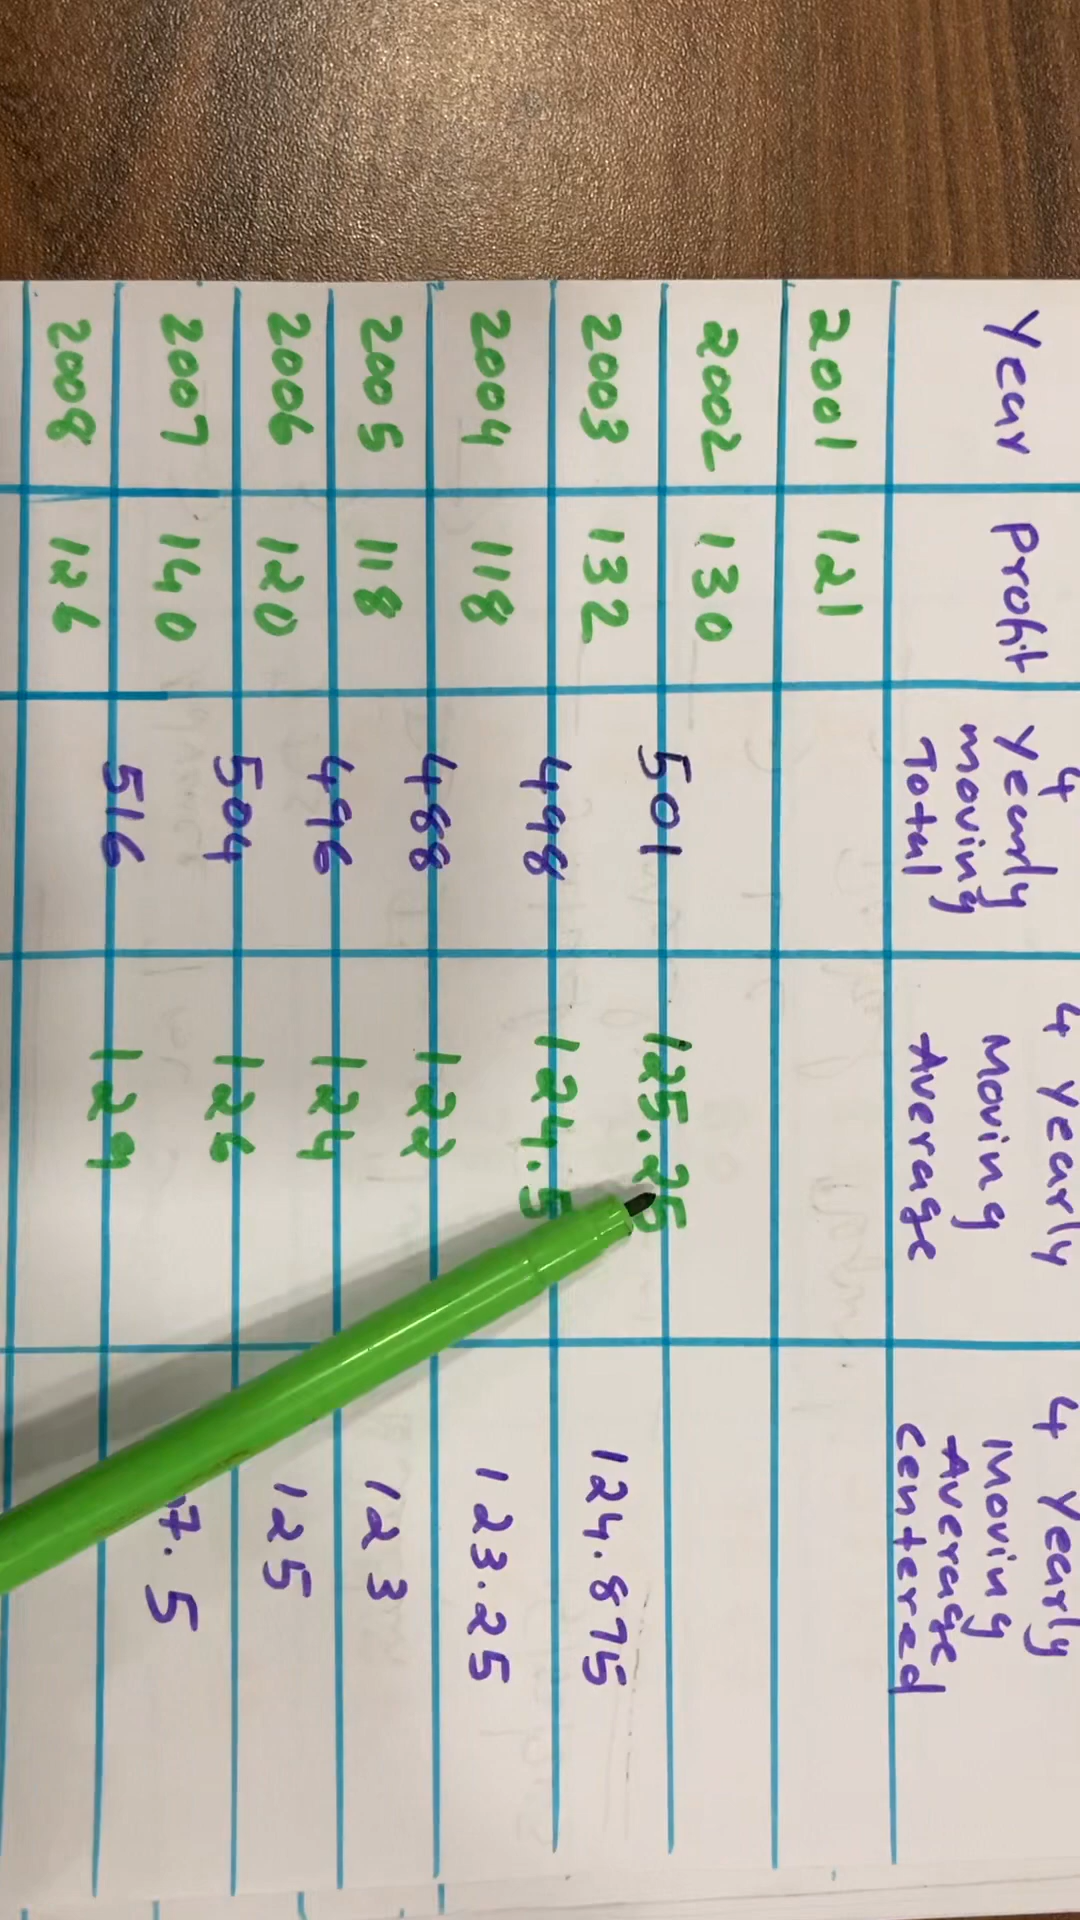 Year Profit 4 yearly moving Total 4 Yearly Moving Average 4 Yearly Moving Average Centered
2001 121
2002 130
501 125.25
2003 132 124.875
498 124.5
2004 118 123.25
488 122
2005 118 123
496 124
2006 120 125
504 126
2007 140 7.5
516 129
2008 126